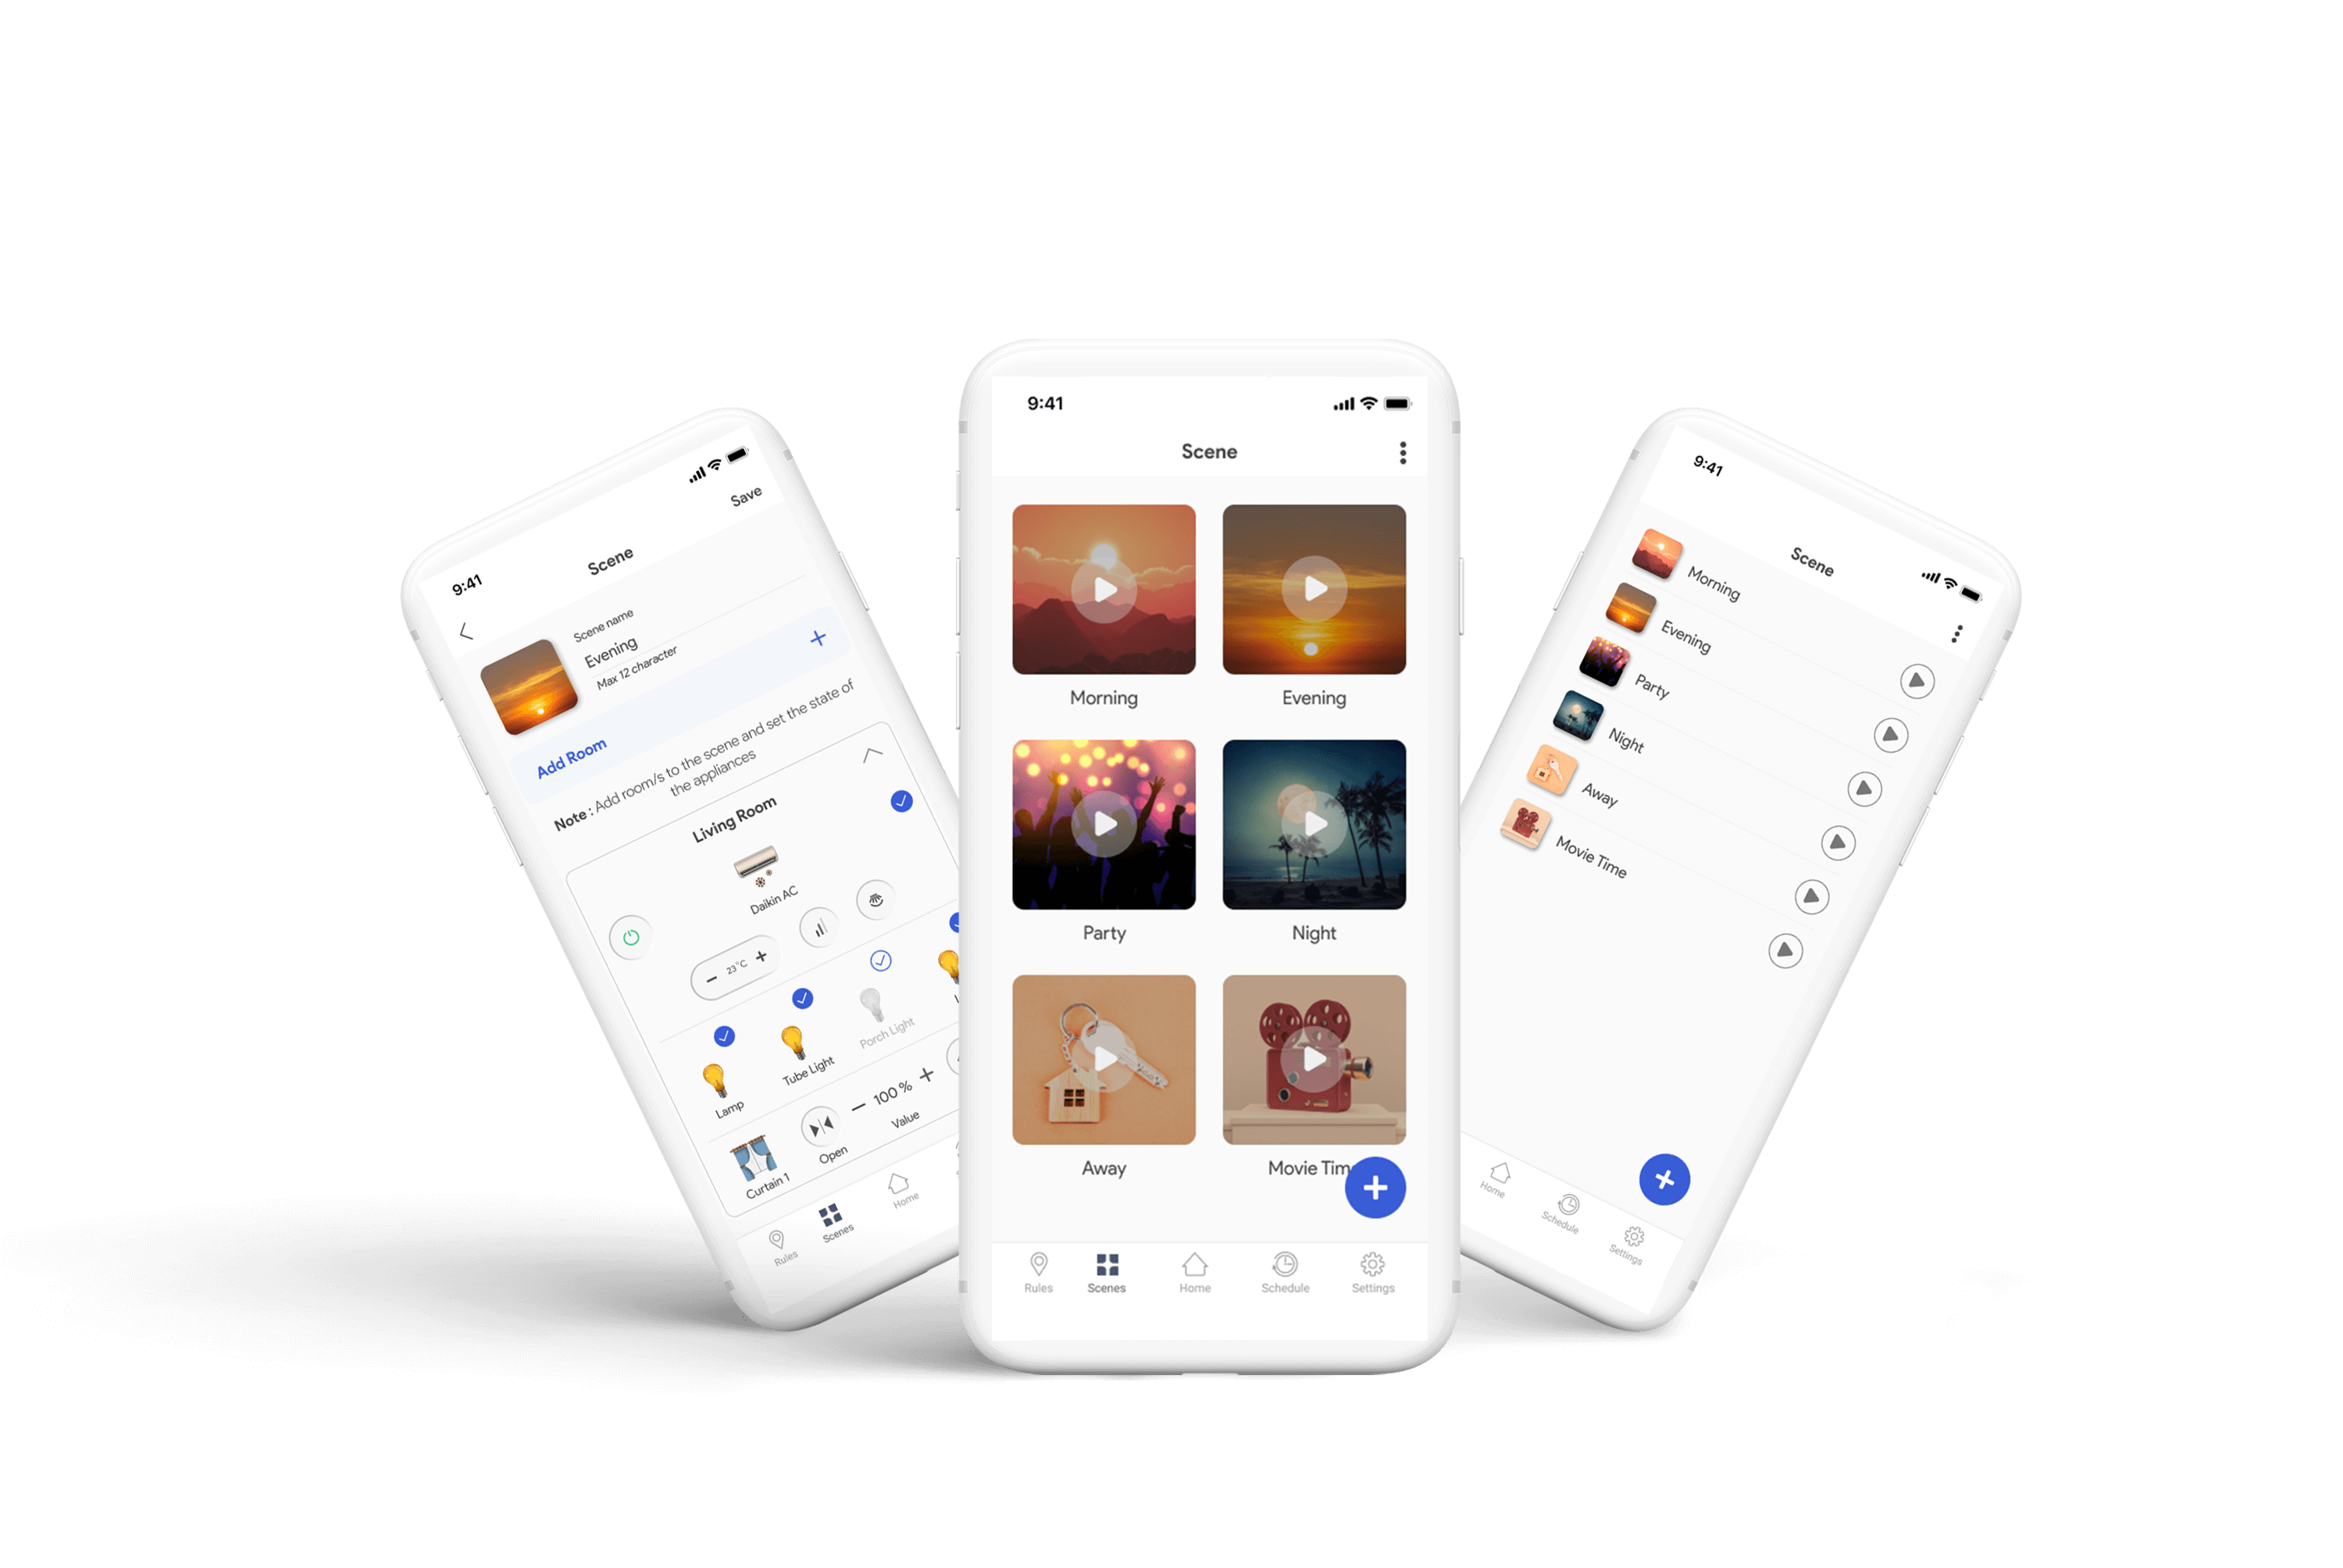 9:41
Save
Scene
Scene name
Evening
Max 12 character
Add Room
Note : Add room/s to the scene and set the state of
the appliances
Living Room
Daikin AC
23°C
Lamp
Tube Light
Porch Light
Curtain 1
Open
100 %
Value
Rules
Scenes
Home
9:41
Scene
Morning
Evening
Party
Night
Away
Movie Tim
Rules
Scenes
Home
Schedule
Settings
9:41
Scene
Morning
Evening
Party
Night
Away
Movie Time
Home
Schedule
Settings